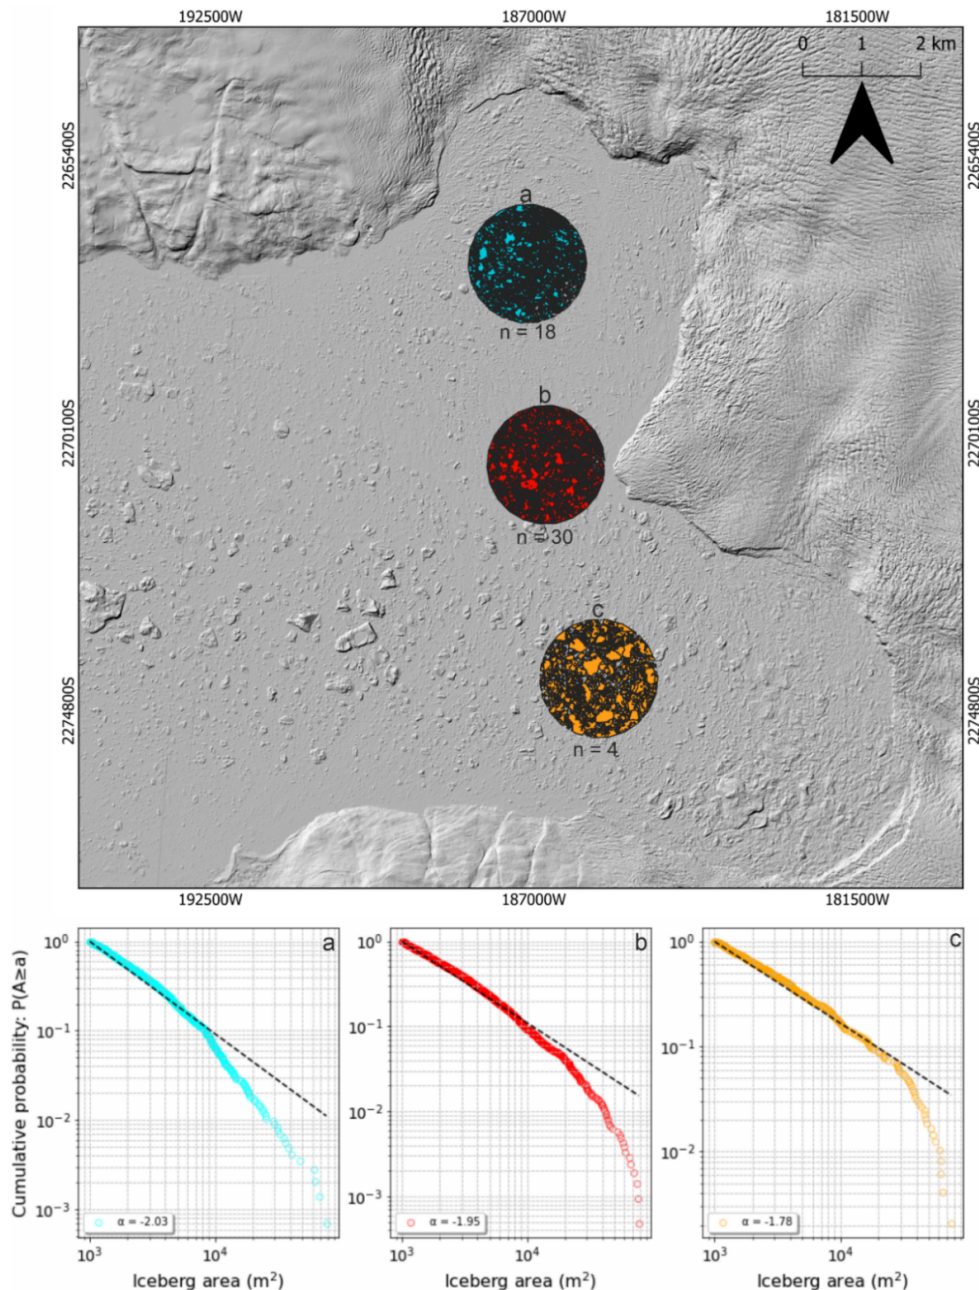 192500W 187000W 181500W
0 1 2 km
2265400S 2265400S
a
n = 18
2270100S 2270100S
b
n = 30
c
2274800S 2274800S
n = 4
192500W 187000W 181500W
Cumulative probability: P(A≥a)
a
10⁰
10⁻¹
10⁻²
10⁻³
α = -2.03
10³ 10⁴
Iceberg area (m²)
b
10⁰
10⁻¹
10⁻²
10⁻³
α = -1.95
10³ 10⁴
Iceberg area (m²)
c
10⁰
10⁻¹
10⁻²
α = -1.78
10³ 10⁴
Iceberg area (m²)